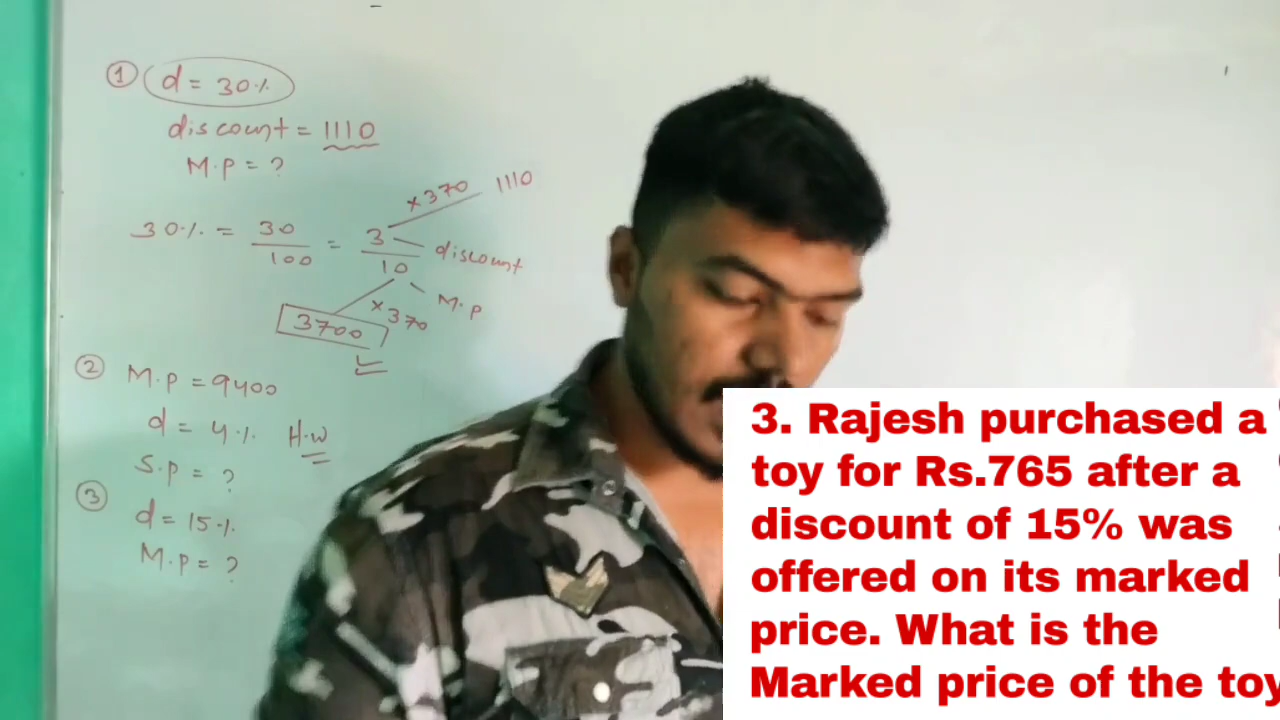 ① d = 30%
discount = 1110
M.P = ?
30% = 30/100 = 3/10
×370 1110
discount
M.P
×370
3700
② M.P = 9400
d = 4% H.W
S.P = ?
③ d = 15%
M.P = ?
3. Rajesh purchased a
toy for Rs.765 after a
discount of 15% was
offered on its marked
price. What is the
Marked price of the toy